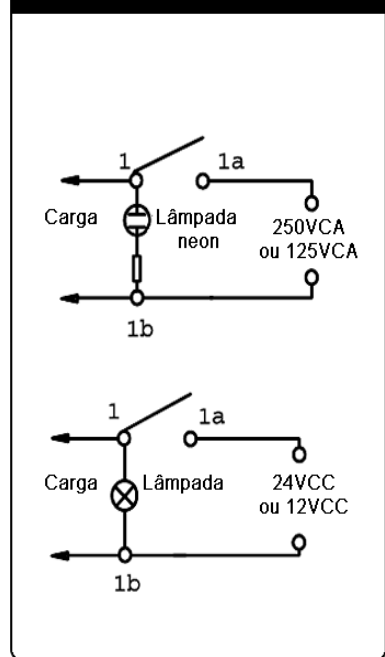 1
1a
Carga
Lâmpada
neon
250VCA
ou 125VCA
1b
1
1a
Carga
Lâmpada
24VCC
ou 12VCC
1b